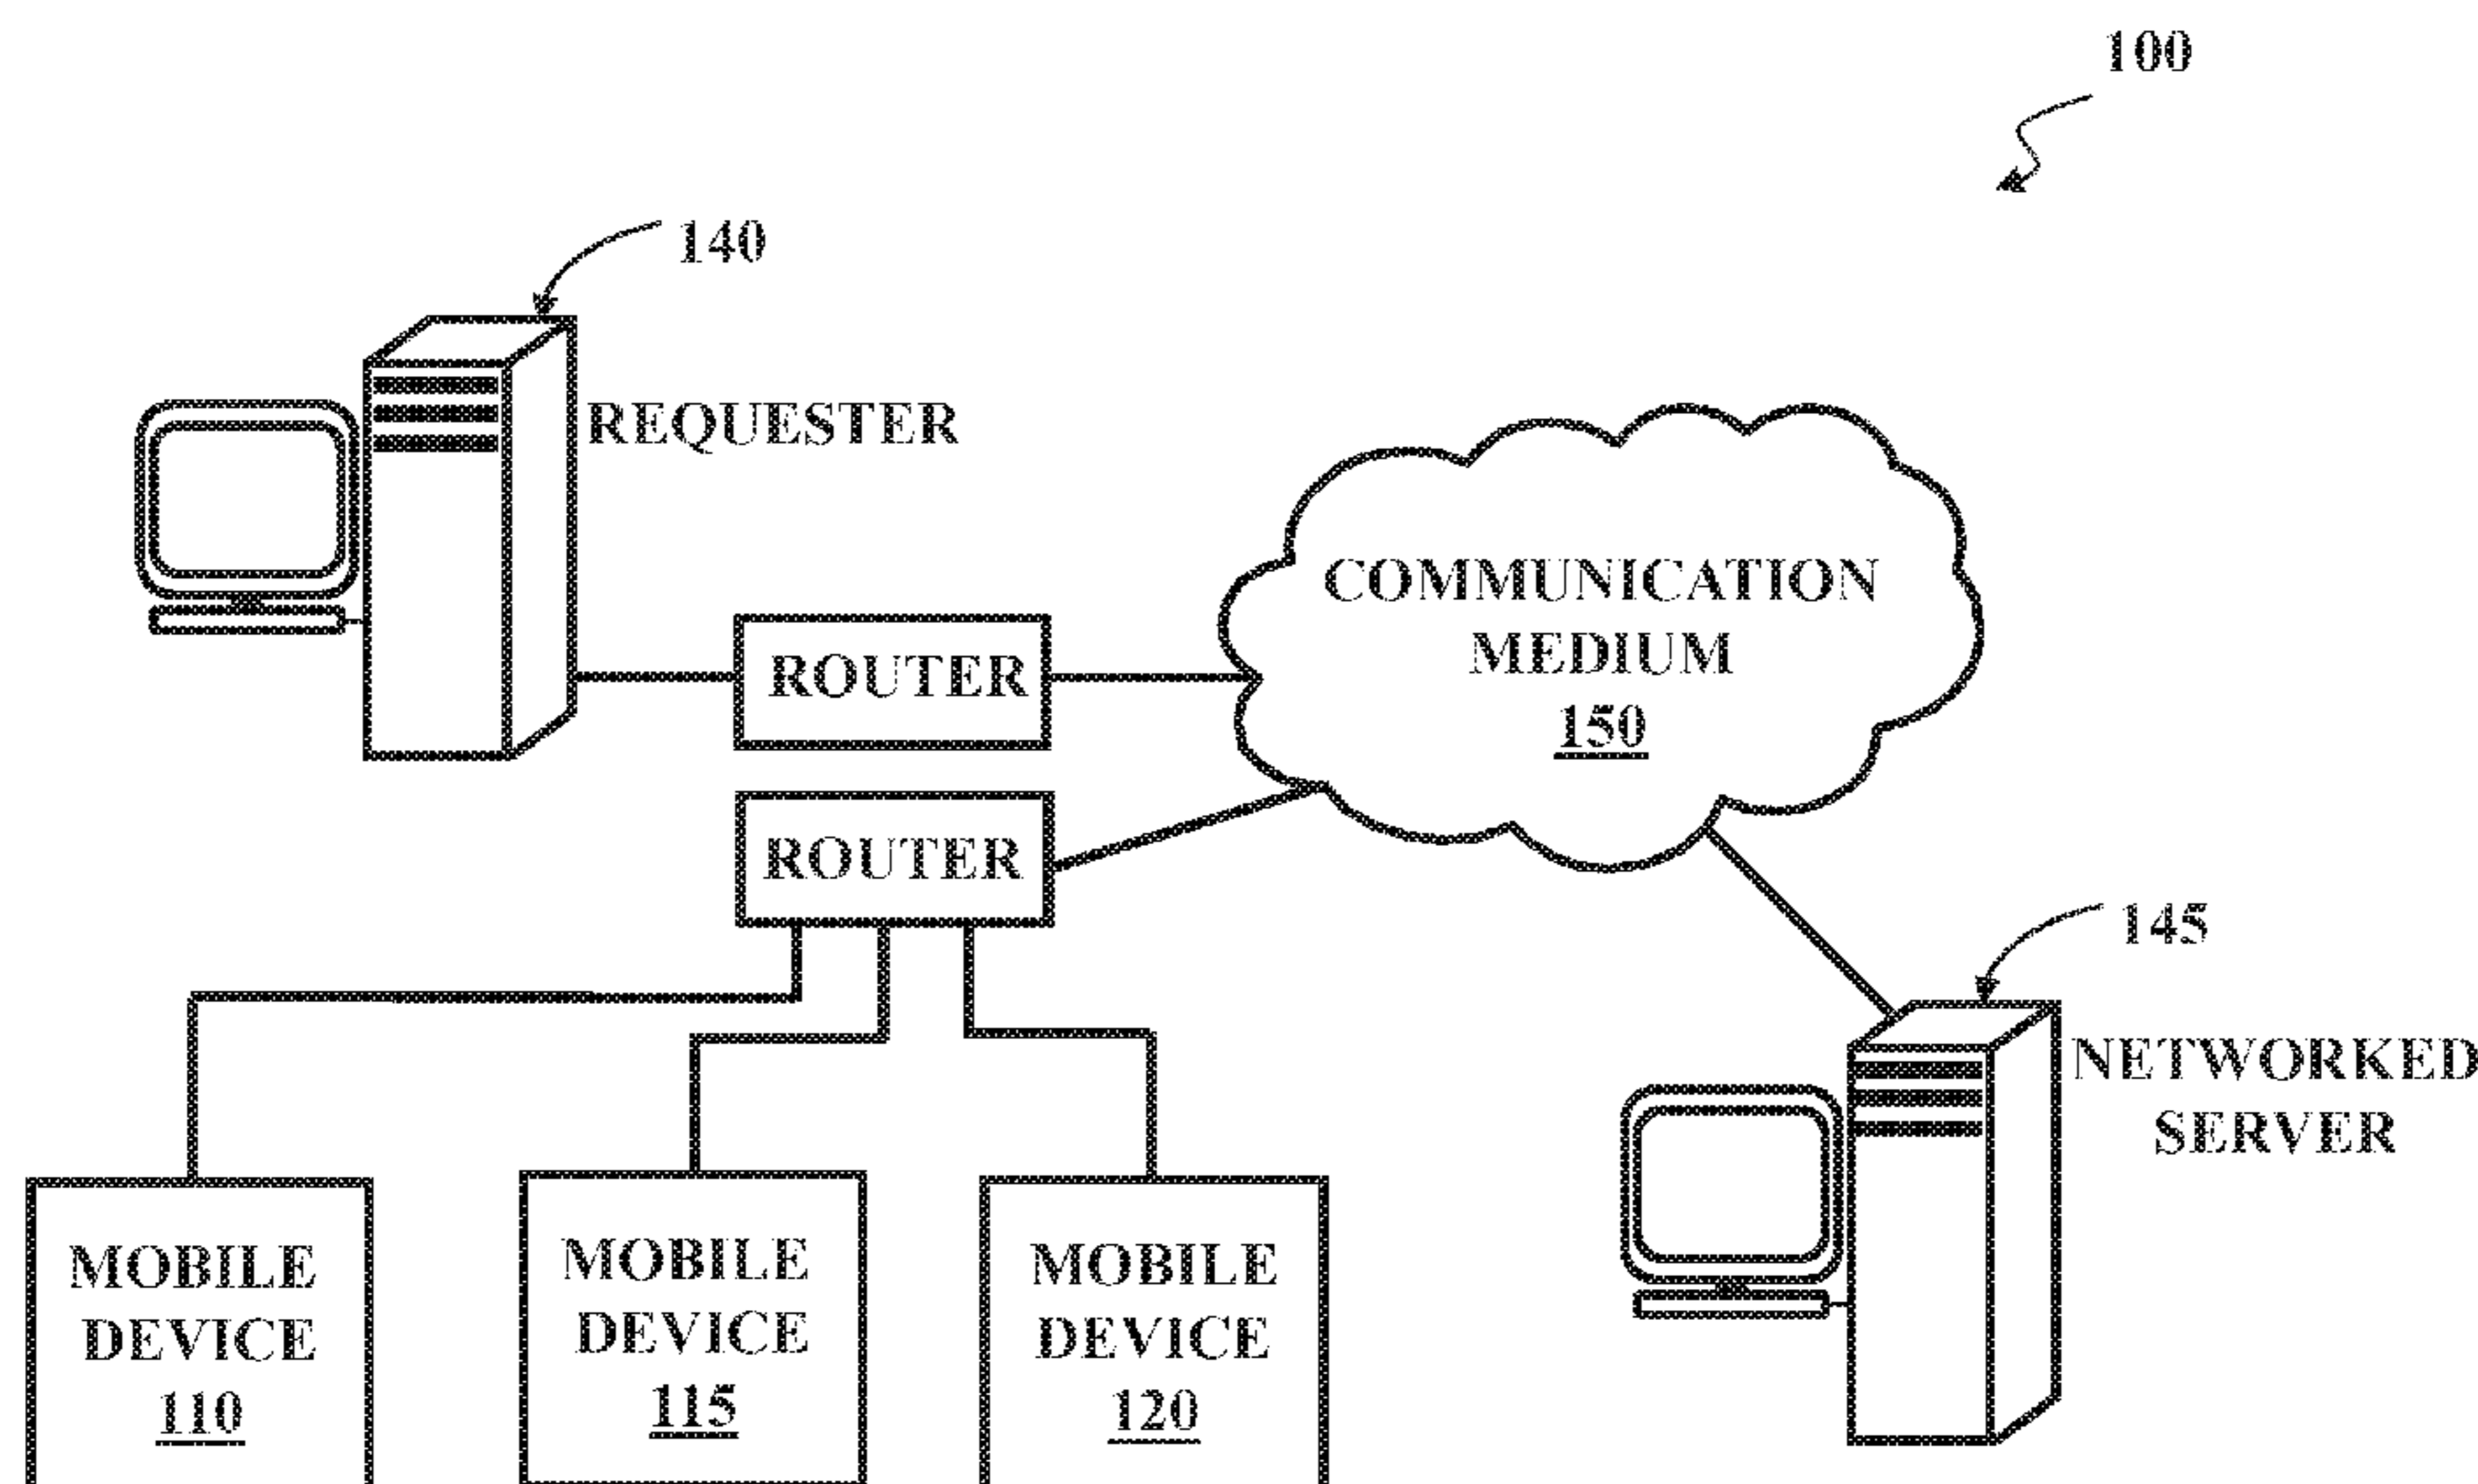 100
140
REQUESTER
COMMUNICATION
MEDIUM
150
ROUTER
ROUTER
145
NETWORKED
SERVER
MOBILE
DEVICE
110
MOBILE
DEVICE
115
MOBILE
DEVICE
120